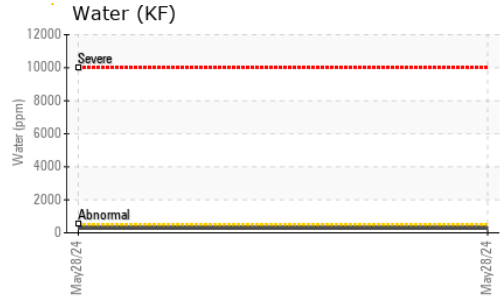 Water (KF)
12000
10000
8000
6000
4000
2000
0
Water (ppm)
Severe
Abnormal
May28/24
May28/24